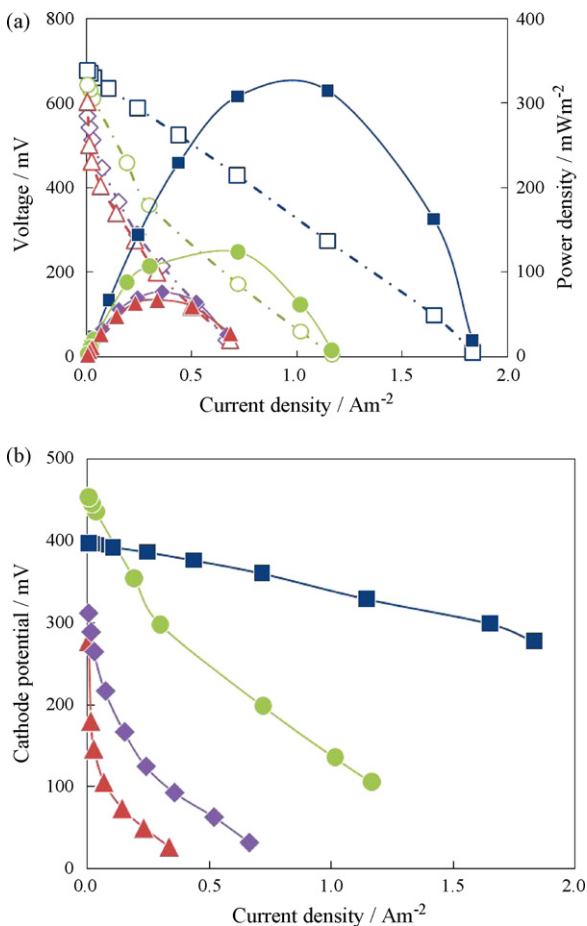 (a)
800
600
400
200
0
Voltage / mV
400
300
200
100
0
Power density / mWm-2
0.0 0.5 1.0 1.5 2.0
Current density / Am-2
(b)
500
400
300
200
100
0
Cathode potential / mV
0.0 0.5 1.0 1.5 2.0
Current density / Am-2